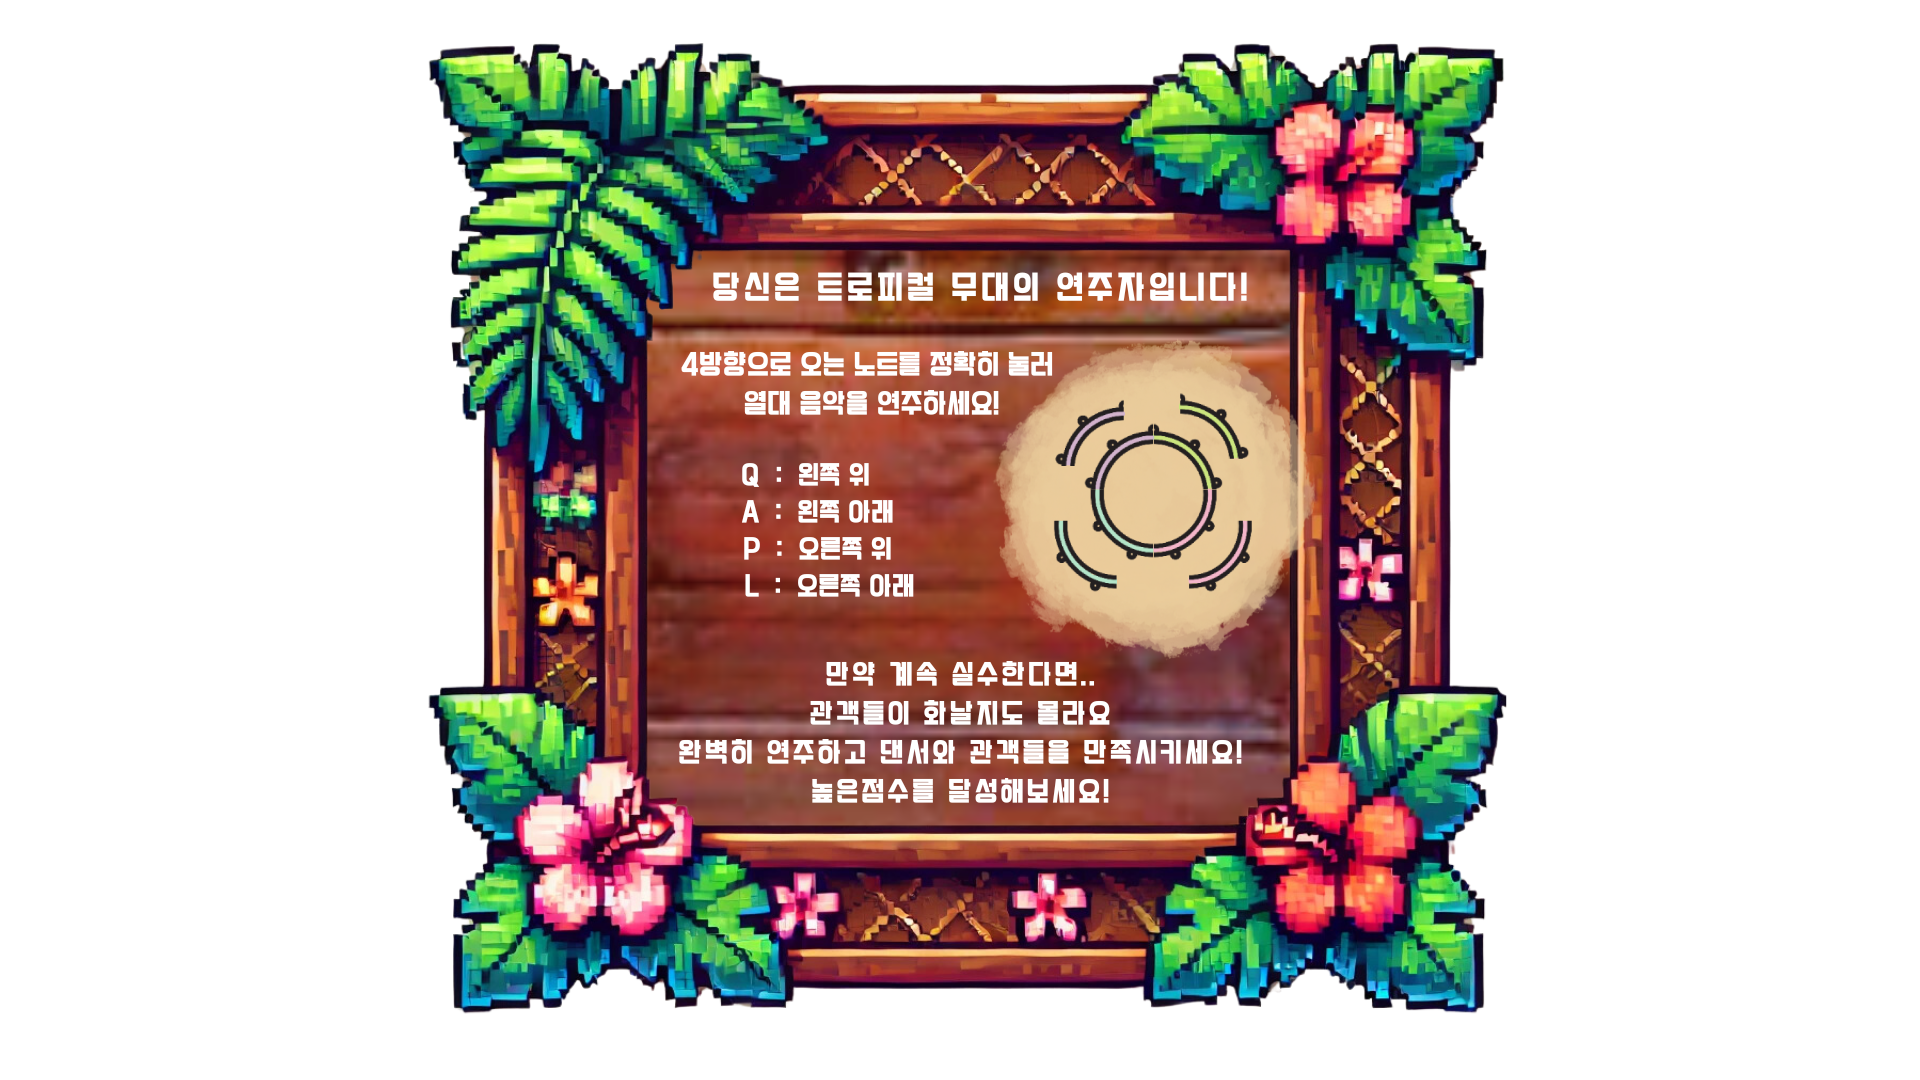 당신은 트로피컬 무대의 연주자입니다!
4방향으로 오는 노트를 정확히 눌러
열대 음악을 연주하세요!
Q : 왼쪽 위
A : 왼쪽 아래
P : 오른쪽 위
L : 오른쪽 아래
만약 계속 실수한다면..
관객들이 화날지도 몰라요
완벽히 연주하고 댄서와 관객들을 만족시키세요!
높은점수를 달성해보세요!